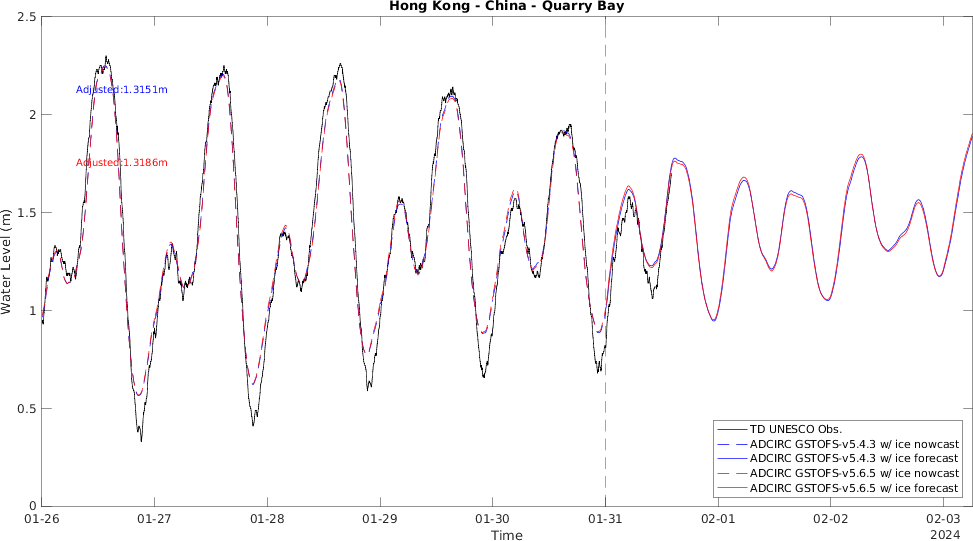 Hong Kong - China - Quarry Bay
2.5
2
1.5
1
0.5
0
Water Level (m)
Adjusted:1.3151m
Adjusted:1.3186m
TD UNESCO Obs.
ADCIRC GSTOFS-v5.4.3 w/ ice nowcast
ADCIRC GSTOFS-v5.4.3 w/ ice forecast
ADCIRC GSTOFS-v5.6.5 w/ ice nowcast
ADCIRC GSTOFS-v5.6.5 w/ ice forecast
01-26 01-27 01-28 01-29 01-30 01-31 02-01 02-02 02-03
Time
2024